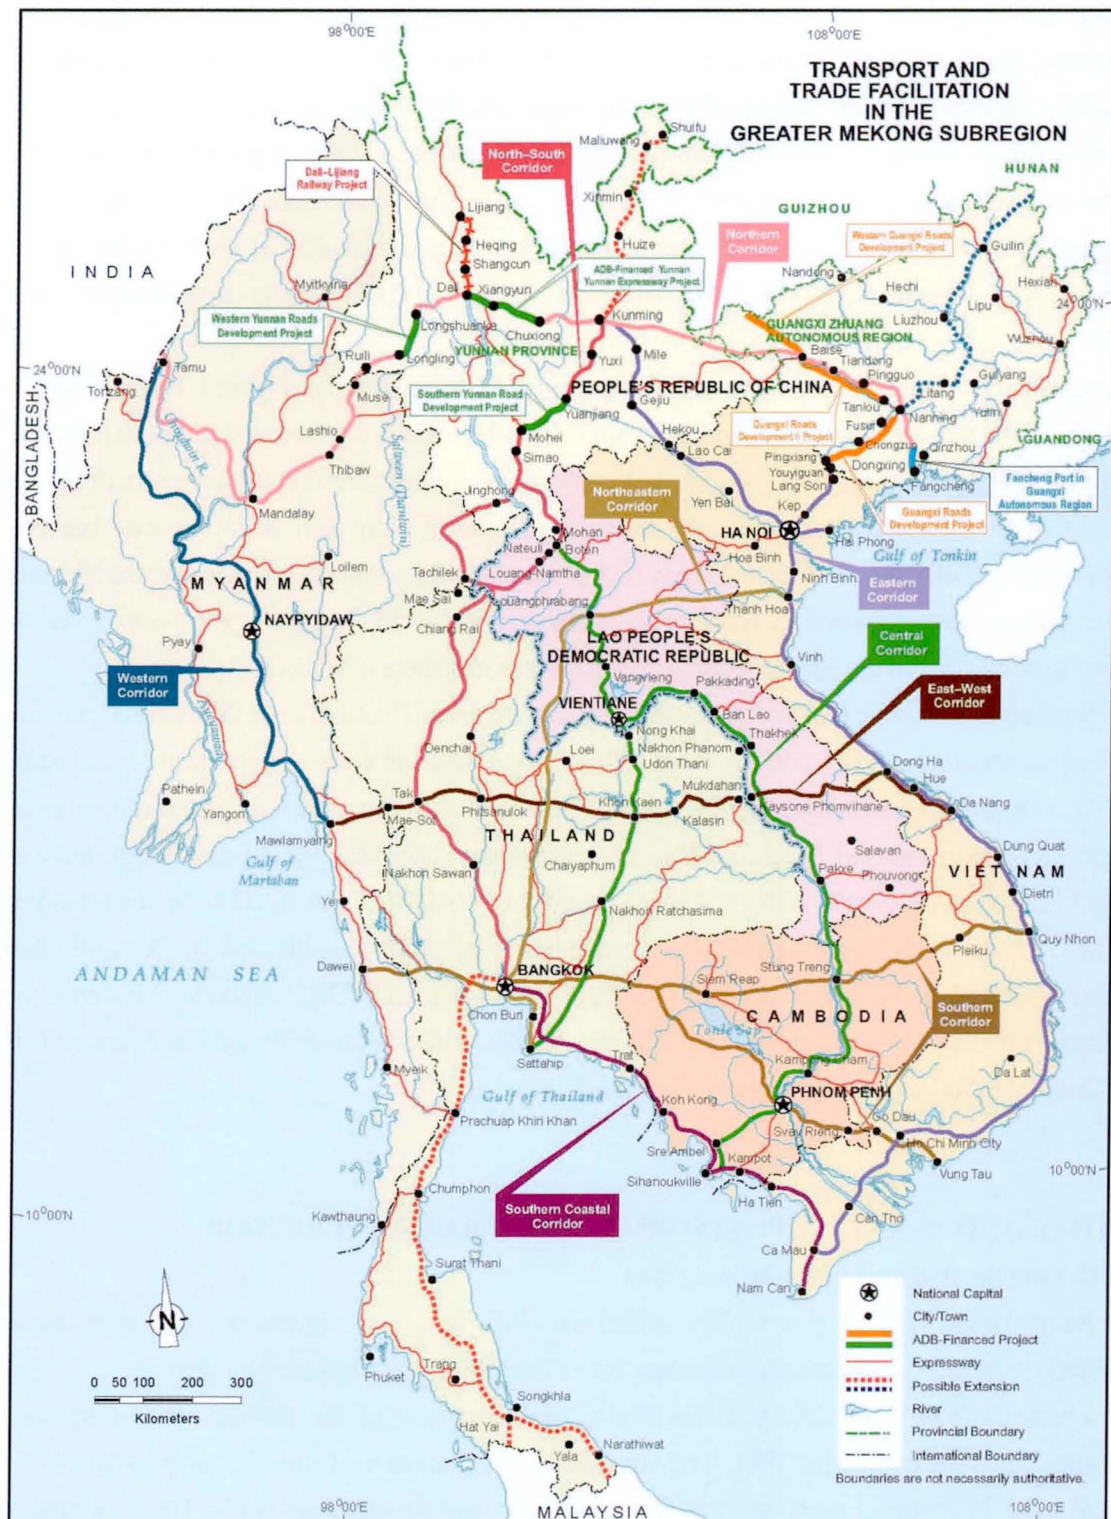 98°00'E
108°00'E
TRANSPORT AND
TRADE FACILITATION
IN THE
GREATER MEKONG SUBREGION
Shuifu
Maliuwang
North–South
Corridor
Dali–Lijiang
Railway Project
HUNAN
Xinmin
GUIZHOU
Western Guangxi Roads
Development Project
Northern
Corridor
Lijiang
Huize
Guilin
Heqing
INDIA
Shangcun
ADB-Financed Yunnan
Yunnan Expressway Project
Nandong
Hexian
Myitkyina
Dali
Xiangyun
Hechi
Lipu
24°00'N
Western Yunnan Roads
Development Project
Longshuanka
Chuxiong
Kunming
Liuzhou
GUANGXI ZHUANG
AUTONOMOUS REGION
Wuzhou
Ruili
Longling
YUNNAN PROVINCE
Yuxi
Mile
Baise
Tiandong
Tamu
24°00'N
Tonzang
Muse
Southern Yunnan Road
Development Project
PEOPLE'S REPUBLIC OF CHINA
Pingguo
Litang
Guiyang
Yuanjiang
Gejiu
Tanlou
Nanning
Yulin
Guangxi Roads
Development II Project
Fusui
Lashio
Mohei
Hekou
Chongzuo
Qinzhou
GUANDONG
Thibaw
Simao
Lao Cai
Pingxiang
Dongxing
Youyiguan
Lang Son
Fangcheng
Fancheng Port in
Guangxi
Autonomous Region
BANGLADESH
Chindwin R.
Salween (Thanlwin)
Mandalay
Jinghong
Northeastern
Corridor
Yen Bai
Kep
Guangxi Roads
Development Project
Mohan
HA NOI
Hai Phong
Nateuil
Boten
Hoa Binh
Gulf of Tonkin
Loilem
Louang-Namtha
MYANMAR
Tachilek
Ninh Binh
Eastern
Corridor
Mae Sai
Louangphrabang
Thanh Hoa
Chiang Rai
NAYPYIDAW
Pyay
LAO PEOPLE'S
DEMOCRATIC REPUBLIC
Central
Corridor
Vinh
Western
Corridor
Vangvieng
Pakkading
East–West
Corridor
Ayeyarwady
VIENTIANE
Ban Lao
Nong Khai
Thakhek
Denchai
Loei
Nakhon Phanom
Udon Thani
Dong Ha
Pathein
Mukdahan
Hue
Tak
Khon Kaen
Kaysone Phomvihane
Yangon
Mae-Sot
Phitsanulok
Kalasin
Da Nang
Mawlamyaing
THAILAND
Gulf of
Martaban
Chaiyaphum
Salavan
Dung Quat
Nakhon Sawan
Pakxe
Phouvong
VIET NAM
Dietri
Ye
Nakhon Ratchasima
Quy Nhon
Pleiku
ANDAMAN SEA
Dawei
BANGKOK
Stung Treng
Siem Reap
Chon Buri
CAMBODIA
Southern
Corridor
Tonle Sap
Sattahip
Trat
Kampong Cham
Da Lat
Myeik
Gulf of Thailand
Koh Kong
PHNOM PENH
Prachuap Khiri Khan
Go Dau
Svay Rieng
Ho Chi Minh City
Sre Ambel
Kampot
Vung Tau
10°00'N
Sihanoukville
Chumphon
Southern Coastal
Corridor
Ha Tien
Can Tho
Kawthaung
10°00'N
Ca Mau
Surat Thani
Nam Can
National Capital
N
City/Town
ADB-Financed Project
Phuket
Trang
Expressway
0 50 100 200 300
Kilometers
Possible Extension
Songkhla
River
Hat Yai
Provincial Boundary
Yala
Narathiwat
International Boundary
Boundaries are not necessarily authoritative.
98°00'E
MALAYSIA
108°00'E